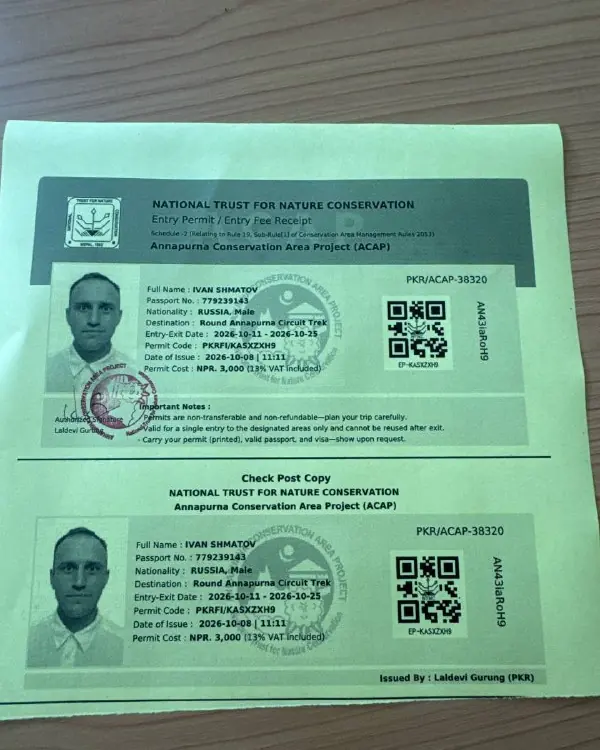 NATIONAL TRUST FOR NATURE CONSERVATION
Entry Permit / Entry Fee Receipt
Schedule -2 (Relating to Rule 19, Sub-Rule(1) of Conservation Area Management Rules 2053)
Annapurna Conservation Area Project (ACAP)
PKR/ACAP-38320
Full Name : IVAN SHMATOV
Passport No. : 779239143
Nationality : RUSSIA, Male
Destination : Round Annapurna Circuit Trek
Entry-Exit Date : 2026-10-11 - 2026-10-25
Permit Code : PKRFI/KASXZXH9
Date of Issue : 2026-10-08 | 11:11
Permit Cost : NPR. 3,000 (13% VAT included)
EP-KASXZXH9
AN43IaRoH9
Authorized Signature
Laldevi Gurung
Important Notes :
- Permits are non-transferable and non-refundable—plan your trip carefully.
- Valid for a single entry to the designated areas only and cannot be reused after exit.
- Carry your permit (printed), valid passport, and visa—show upon request.
Check Post Copy
NATIONAL TRUST FOR NATURE CONSERVATION
Annapurna Conservation Area Project (ACAP)
PKR/ACAP-38320
Full Name : IVAN SHMATOV
Passport No. : 779239143
Nationality : RUSSIA, Male
Destination : Round Annapurna Circuit Trek
Entry-Exit Date : 2026-10-11 - 2026-10-25
Permit Code : PKRFI/KASXZXH9
Date of Issue : 2026-10-08 | 11:11
Permit Cost : NPR. 3,000 (13% VAT included)
EP-KASXZXH9
AN43IaRoH9
Issued By : Laldevi Gurung (PKR)